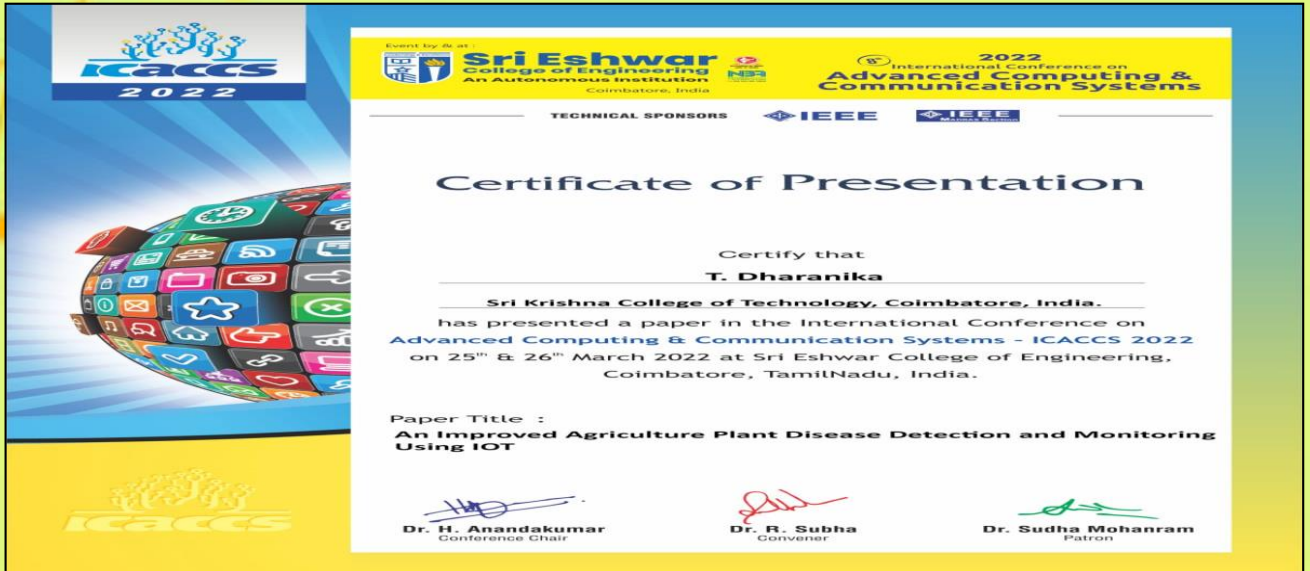 icaccs
2022
Event by & at :
Sri Eshwar
College of Engineering
An Autonomous Institution
Coimbatore, India
NBA
8th
2022
International Conference on
Advanced Computing &
Communication Systems
TECHNICAL SPONSORS
IEEE
IEEE
MADRAS SECTION
Certificate of Presentation
Certify that
T. Dharanika
Sri Krishna College of Technology, Coimbatore, India.
has presented a paper in the International Conference on
Advanced Computing & Communication Systems - ICACCS 2022
on 25th & 26th March 2022 at Sri Eshwar College of Engineering,
Coimbatore, TamilNadu, India.
Paper Title :
An Improved Agriculture Plant Disease Detection and Monitoring
Using IOT
Dr. H. Anandakumar
Conference Chair
Dr. R. Subha
Convener
Dr. Sudha Mohanram
Patron
icaccs